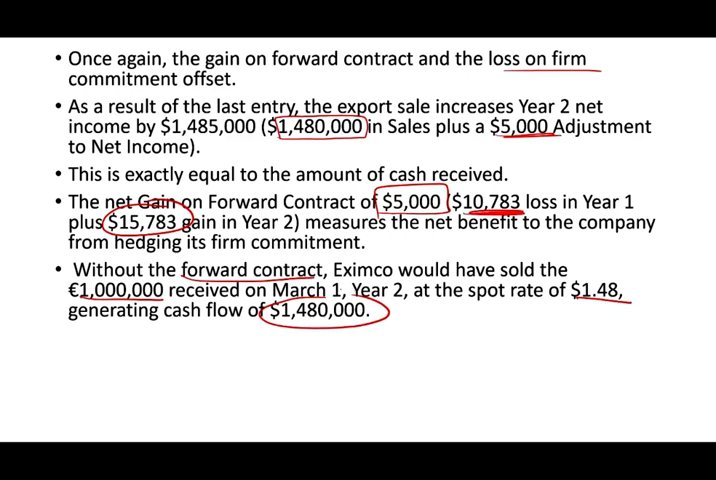 • Once again, the gain on forward contract and the loss on firm
commitment offset.
• As a result of the last entry, the export sale increases Year 2 net
income by $1,485,000 ($1,480,000 in Sales plus a $5,000 Adjustment
to Net Income).
• This is exactly equal to the amount of cash received.
• The net Gain on Forward Contract of $5,000 ($10,783 loss in Year 1
plus $15,783 gain in Year 2) measures the net benefit to the company
from hedging its firm commitment.
• Without the forward contract, Eximco would have sold the
€1,000,000 received on March 1, Year 2, at the spot rate of $1.48,
generating cash flow of $1,480,000.